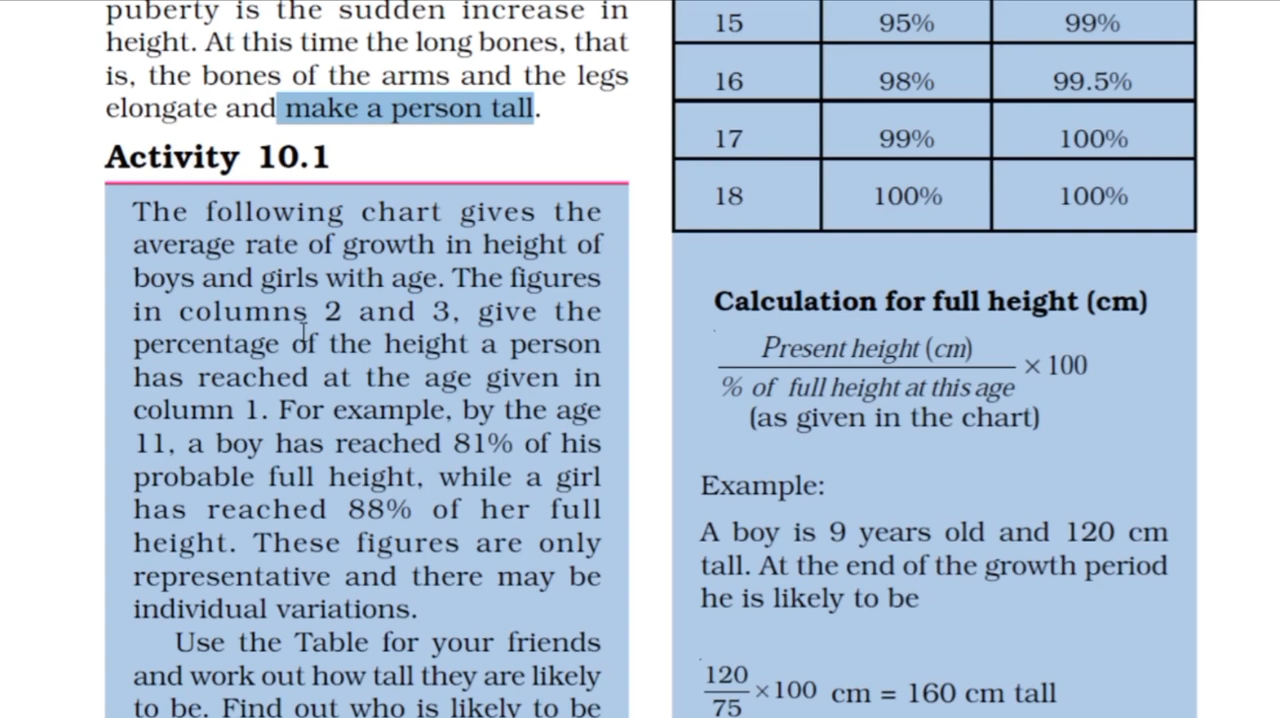 puberty is the sudden increase in
height. At this time the long bones, that
is, the bones of the arms and the legs
elongate and make a person tall.
Activity 10.1
The following chart gives the
average rate of growth in height of
boys and girls with age. The figures
in columns 2 and 3, give the
percentage of the height a person
has reached at the age given in
column 1. For example, by the age
11, a boy has reached 81% of his
probable full height, while a girl
has reached 88% of her full
height. These figures are only
representative and there may be
individual variations.
Use the Table for your friends
and work out how tall they are likely
to be. Find out who is likely to be
15 95% 99%
16 98% 99.5%
17 99% 100%
18 100% 100%
Calculation for full height (cm)
Present height (cm)
% of full height at this age
× 100
(as given in the chart)
Example:
A boy is 9 years old and 120 cm
tall. At the end of the growth period
he is likely to be
120
75
×100 cm = 160 cm tall